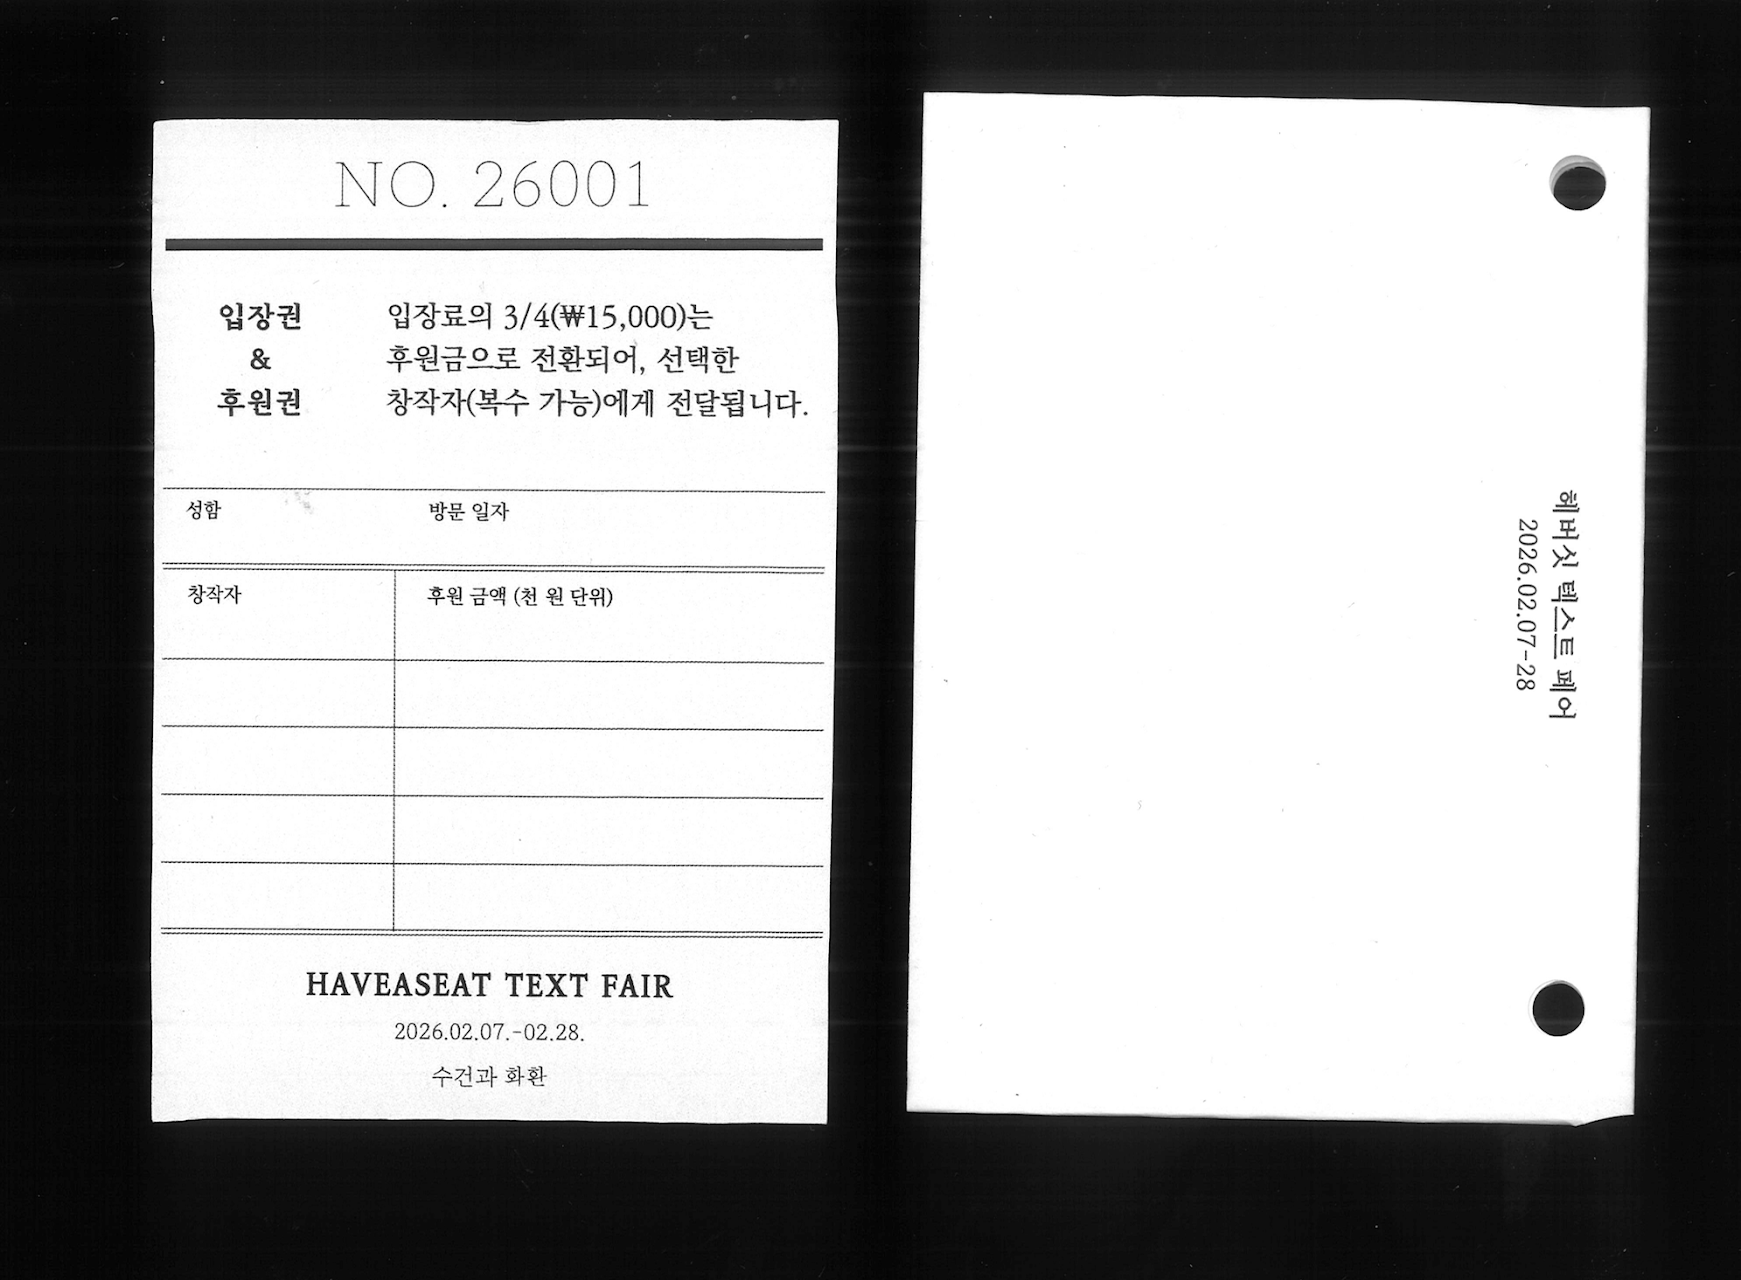 NO. 26001
입장권
&
후원권
입장료의 3/4(₩15,000)는
후원금으로 전환되어, 선택한
창작자(복수 가능)에게 전달됩니다.
성함
방문 일자
창작자
후원 금액 (천 원 단위)
HAVEASEAT TEXT FAIR
2026.02.07.-02.28.
수건과 화환
헤버싯 텍스트 페어
2026.02.07-28